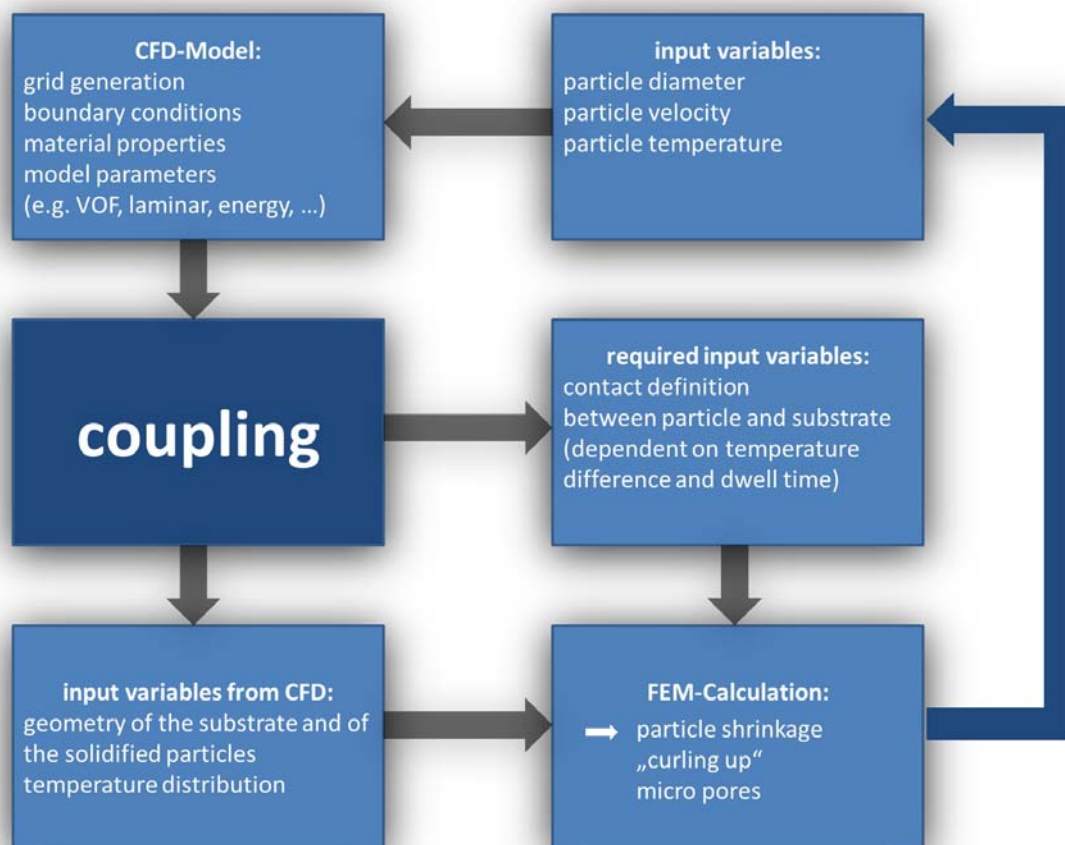 CFD-Model:
grid generation
boundary conditions
material properties
model parameters
(e.g. VOF, laminar, energy, ...)
input variables:
particle diameter
particle velocity
particle temperature
coupling
required input variables:
contact definition
between particle and substrate
(dependent on temperature
difference and dwell time)
input variables from CFD:
geometry of the substrate and of
the solidified particles
temperature distribution
FEM-Calculation:
particle shrinkage
„curling up“
micro pores